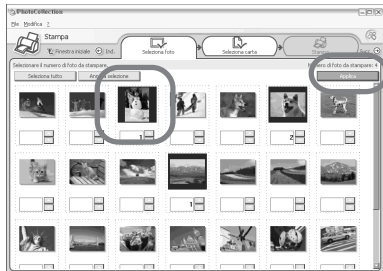 PhotoCollection
File Modifica ?
Stampa
Finestra iniziale Ind. Seleziona foto Seleziona carta Stampa
Selezionare il numero di foto da stampare. Numero di foto da stampare: 4
Seleziona tutto Annulla selezione Applica
1 2
1